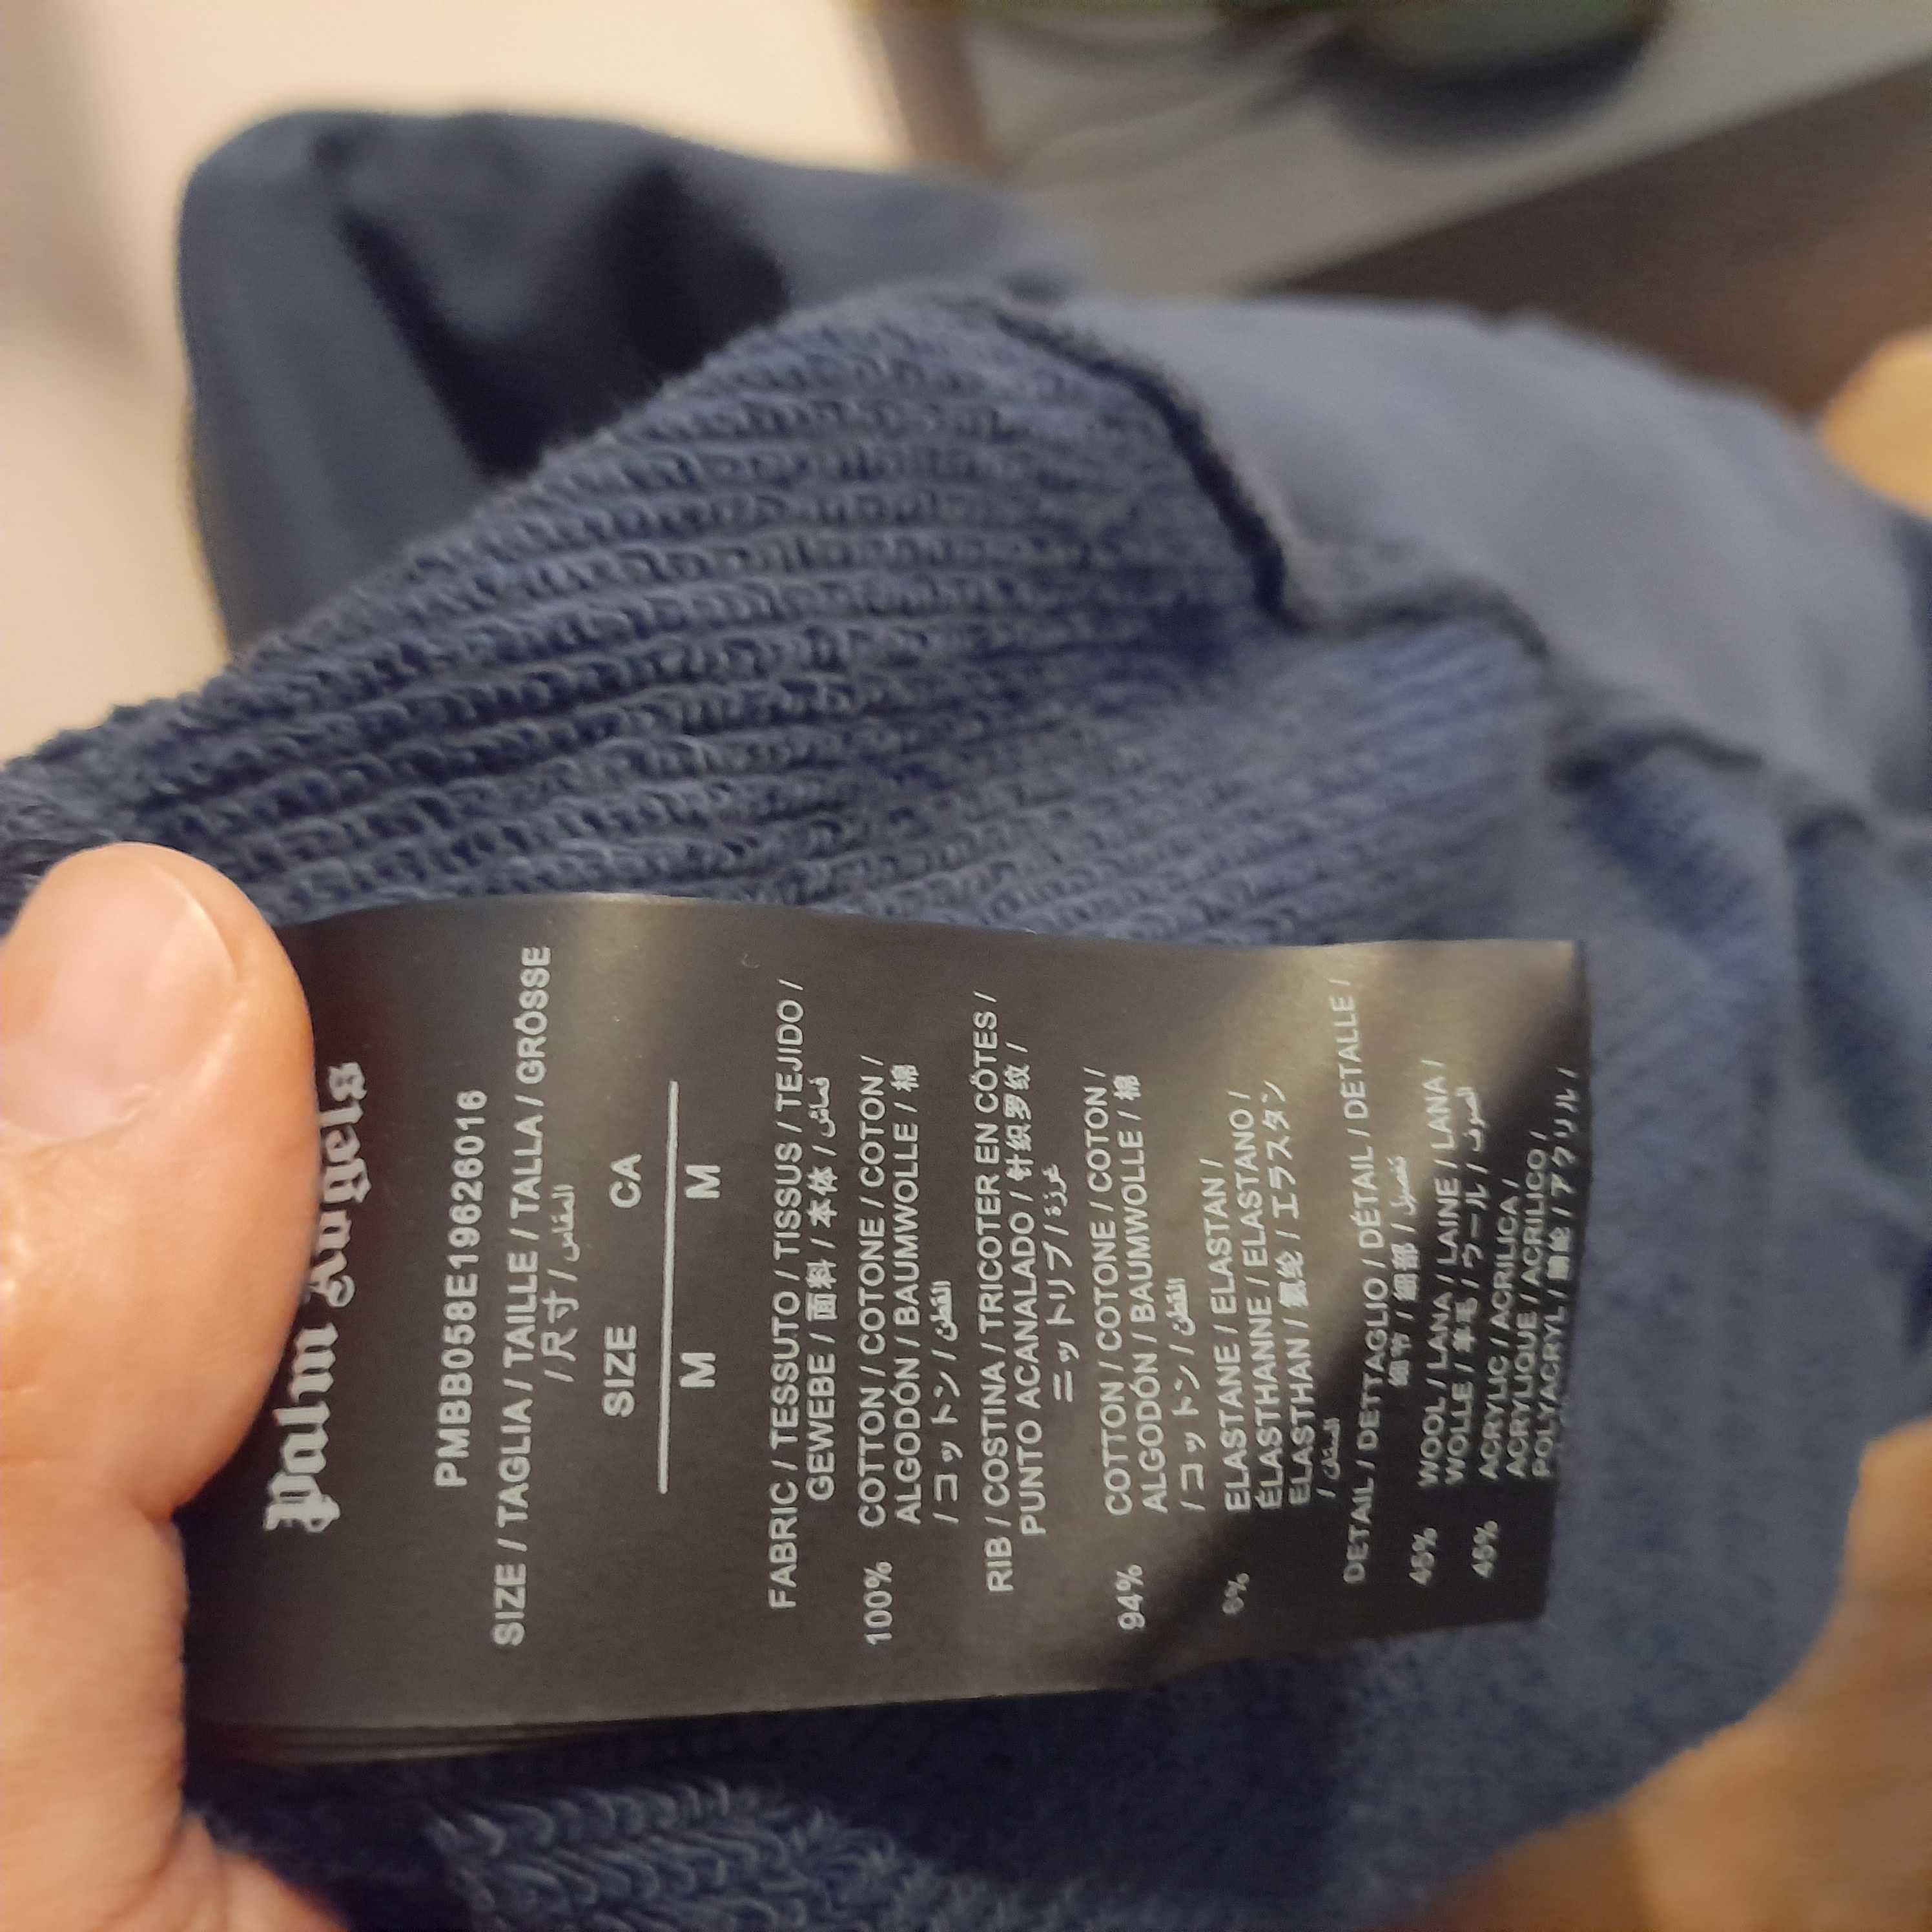 Palm Angels
PMBB058E19626016
SIZE / TAGLIA / TAILLE / TALLA / GRÖSSE
/ 尺寸 / المقاس
SIZE CA
M M
FABRIC / TESSUTO / TISSUS / TEJIDO /
GEWEBE / 面料 / 本体 / قماش
100% COTTON / COTONE / COTON /
ALGODÓN / BAUMWOLLE / 棉
/ コットン / القطن
RIB / COSTINA / TRICOTER EN CÔTES /
PUNTO ACANALADO / 针织罗纹 /
ニットリブ / غرزة
94% COTTON / COTONE / COTON /
ALGODÓN / BAUMWOLLE / 棉
/ コットン / القطن
6% ELASTANE / ELASTAN /
ÉLASTHANNE / ELASTANO /
ELASTHAN / 氨纶 / エラスタン
/
DETAIL / DETTAGLIO / DÉTAIL / DETALLE /
細节 / 細部 / تفصيل
45% WOOL / LANA / LAINE / LANA /
WOLLE / 羊毛 / ウール / الصوف
45% ACRYLIC / ACRILICA /
ACRYLIQUE / ACRILICO /
POLYACRYL / 腈纶 / アクリル /